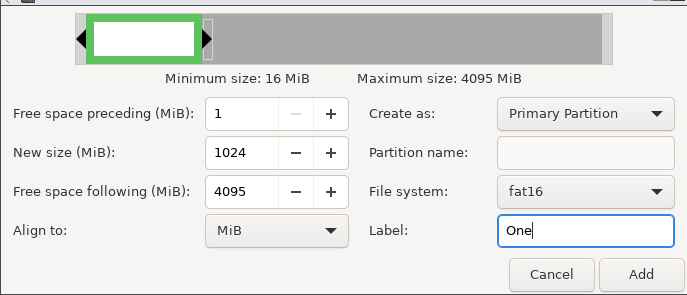 Minimum size: 16 MiB Maximum size: 4095 MiB
Free space preceding (MiB): 1 Create as: Primary Partition
New size (MiB): 1024 Partition name:
Free space following (MiB): 4095 File system: fat16
Align to: MiB Label: One
Cancel Add